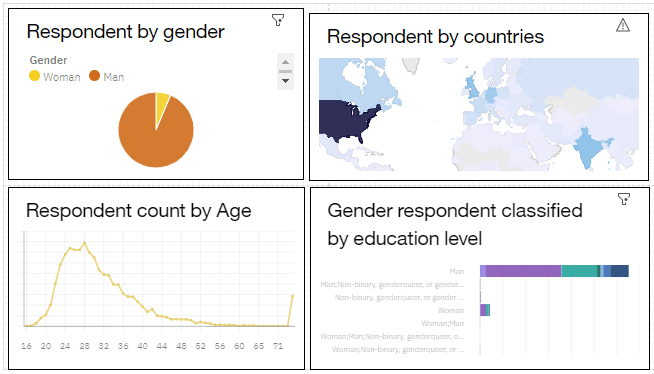 Respondent by gender
Gender
Woman Man
Respondent by countries
Respondent count by Age
16 20 24 28 32 36 40 44 48 52 56 60 65 71
Gender respondent classified
by education level
Man
Man;Non-binary, genderqueer, or gender...
Non-binary, genderqueer, or gender ...
Woman
Woman;Man
Woman;Man;Non-binary, genderqueer, o...
Woman;Non-binary, genderqueer, or ...